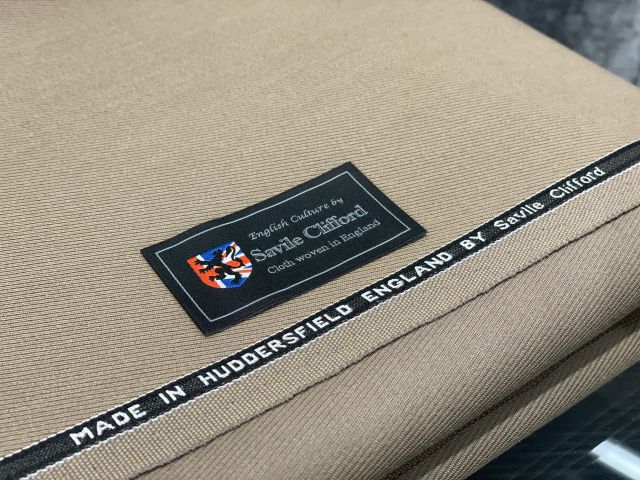 English Culture by
Savile Clifford
Cloth woven in England
MADE IN HUDDERSFIELD ENGLAND BY Savile Clifford